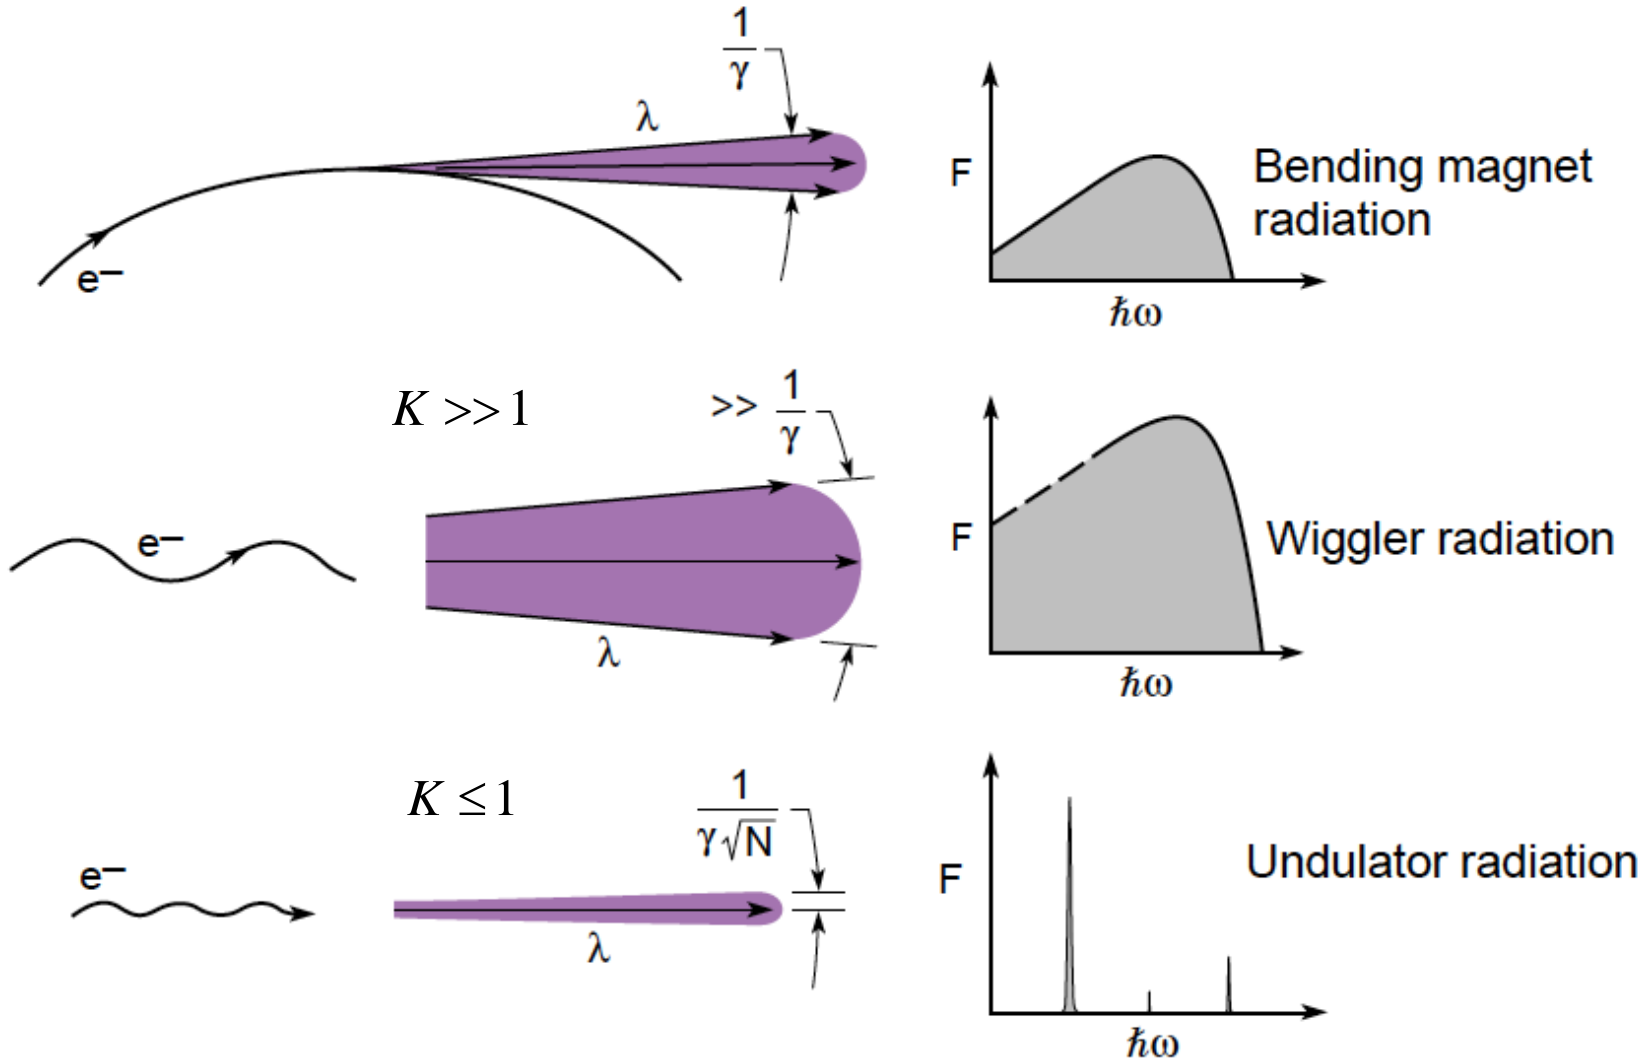 1
γ
λ
e–
F
ħω
Bending magnet
radiation
K >> 1
>> 1
γ
e–
λ
F
ħω
Wiggler radiation
K ≤ 1
1
γ√N
e–
λ
F
ħω
Undulator radiation